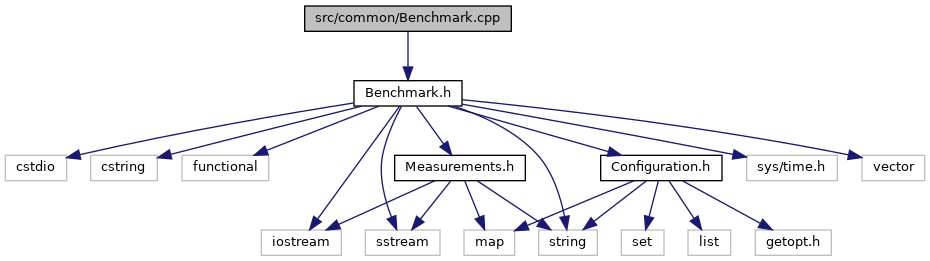 src/common/Benchmark.cpp
Benchmark.h
cstdio
cstring
functional
Measurements.h
Configuration.h
sys/time.h
vector
iostream
sstream
map
string
set
list
getopt.h